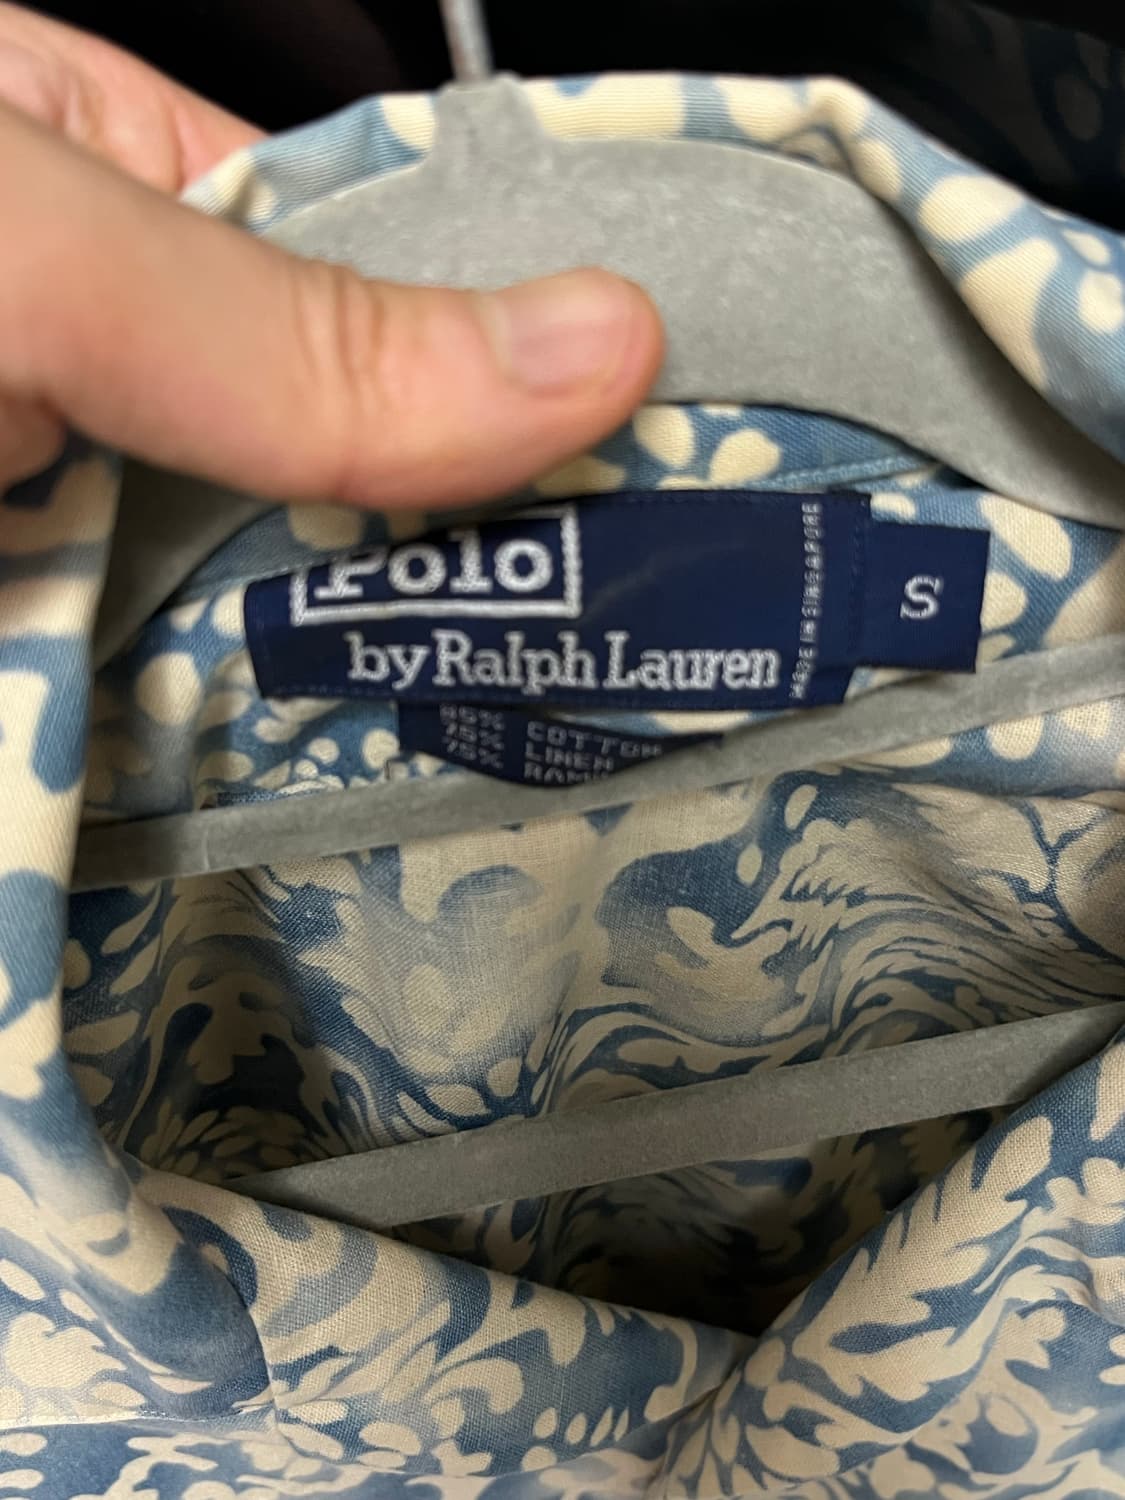 Polo
by Ralph Lauren
MADE IN SINGAPORE
S
COTTON
LINEN